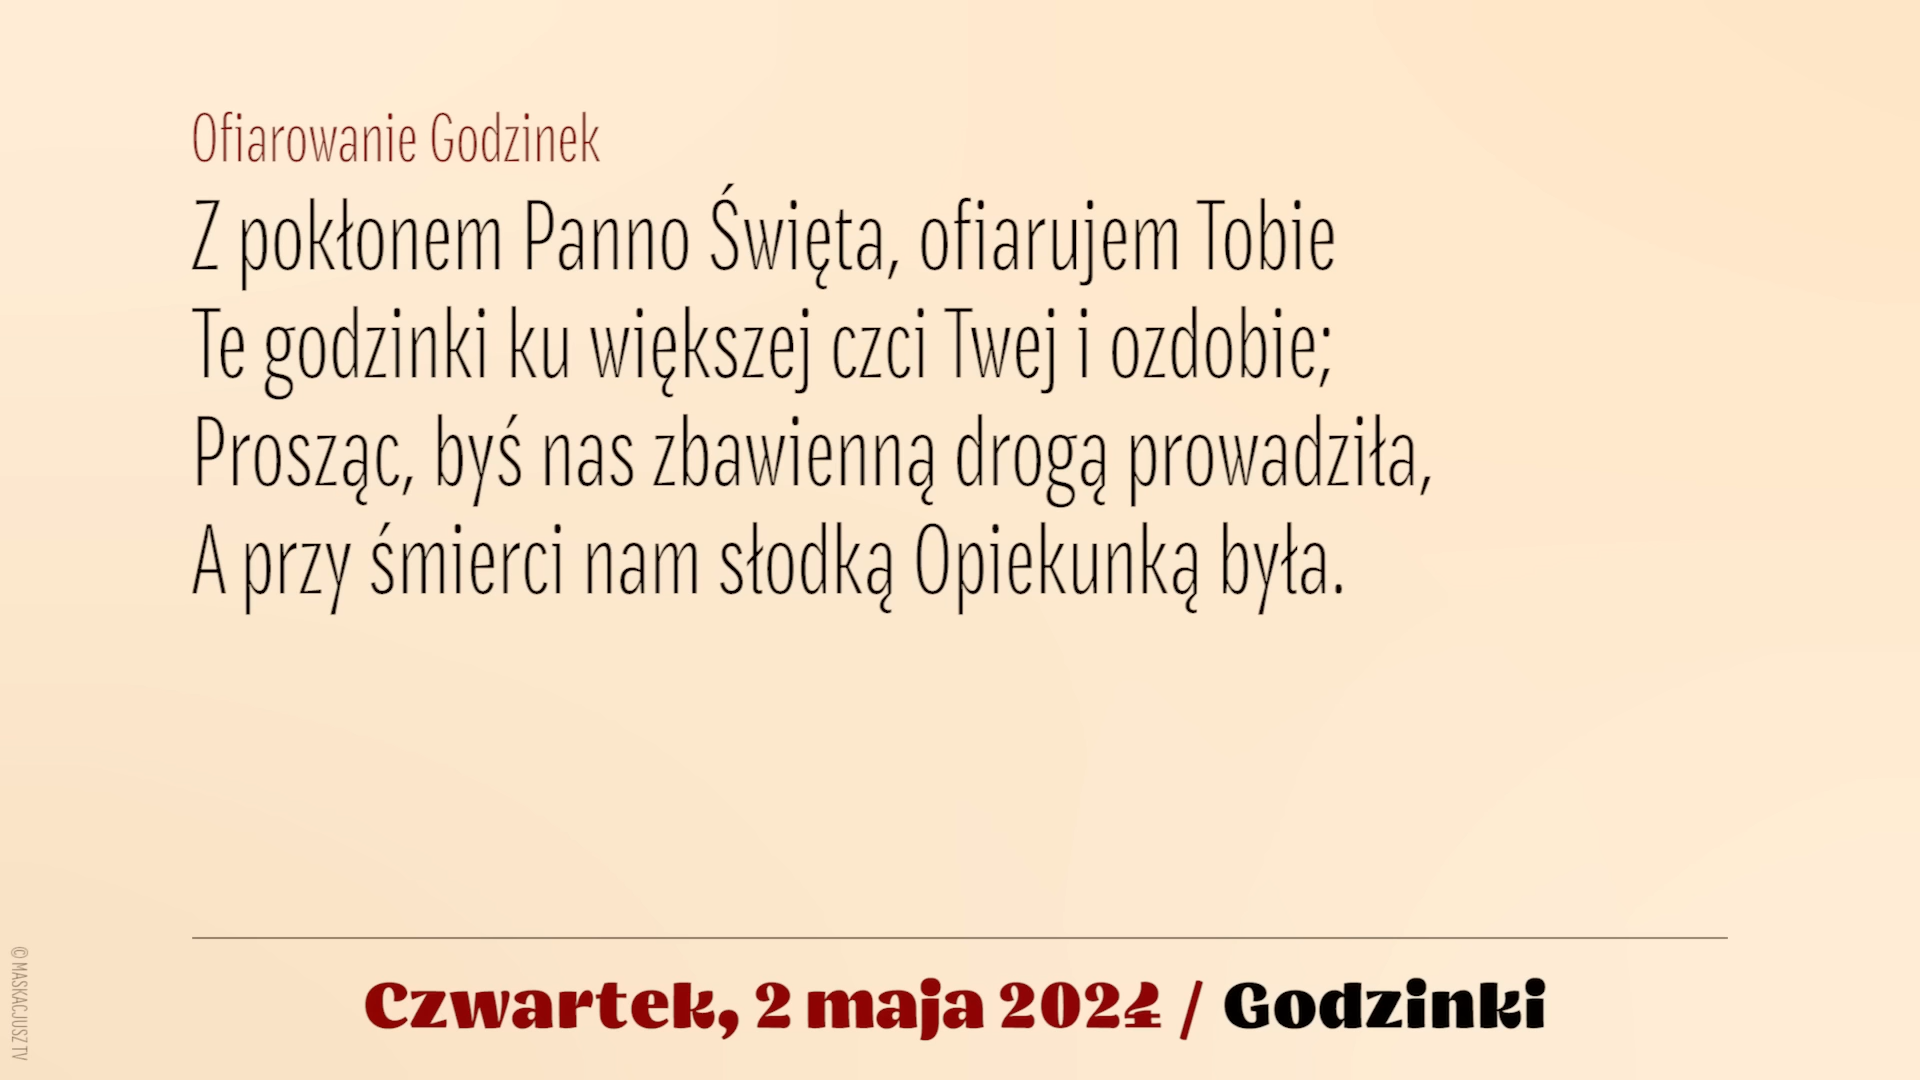 Ofiarowanie Godzinek
Z pokłonem Panno Święta, ofiarujem Tobie
Te godzinki ku większej czci Twej i ozdobie;
Prosząc, byś nas zbawienną drogą prowadziła,
A przy śmierci nam słodką Opiekunką była.
Czwartek, 2 maja 2024 / Godzinki
© MASKACJUSZ TV